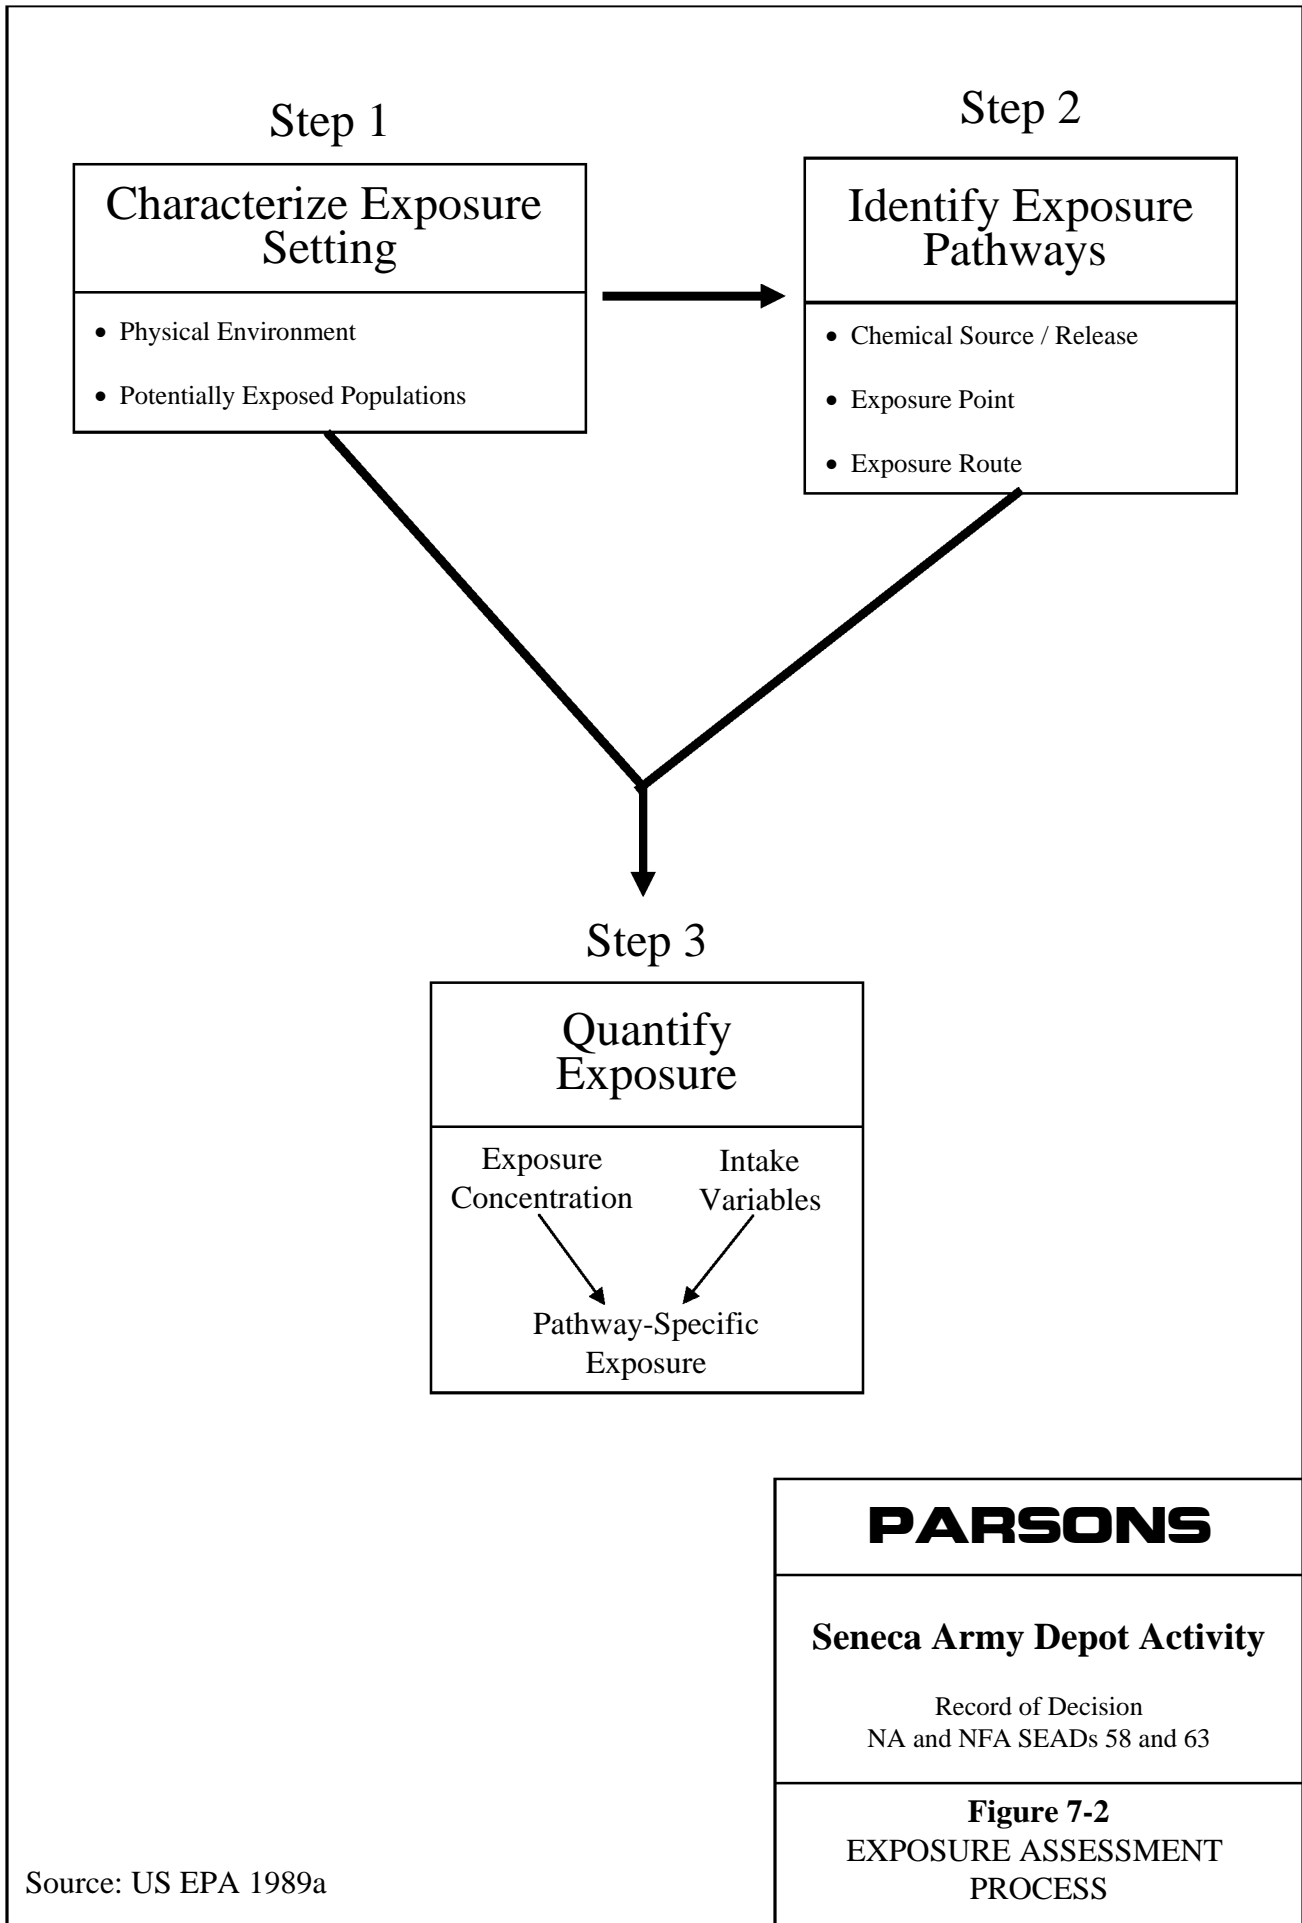 Step 1
Characterize Exposure
Setting
• Physical Environment
• Potentially Exposed Populations
Step 2
Identify Exposure
Pathways
• Chemical Source / Release
• Exposure Point
• Exposure Route
Step 3
Quantify
Exposure
Exposure
Concentration
Intake
Variables
Pathway-Specific
Exposure
PARSONS
Seneca Army Depot Activity
Record of Decision
NA and NFA SEADs 58 and 63
Figure 7-2
EXPOSURE ASSESSMENT
PROCESS
Source: US EPA 1989a